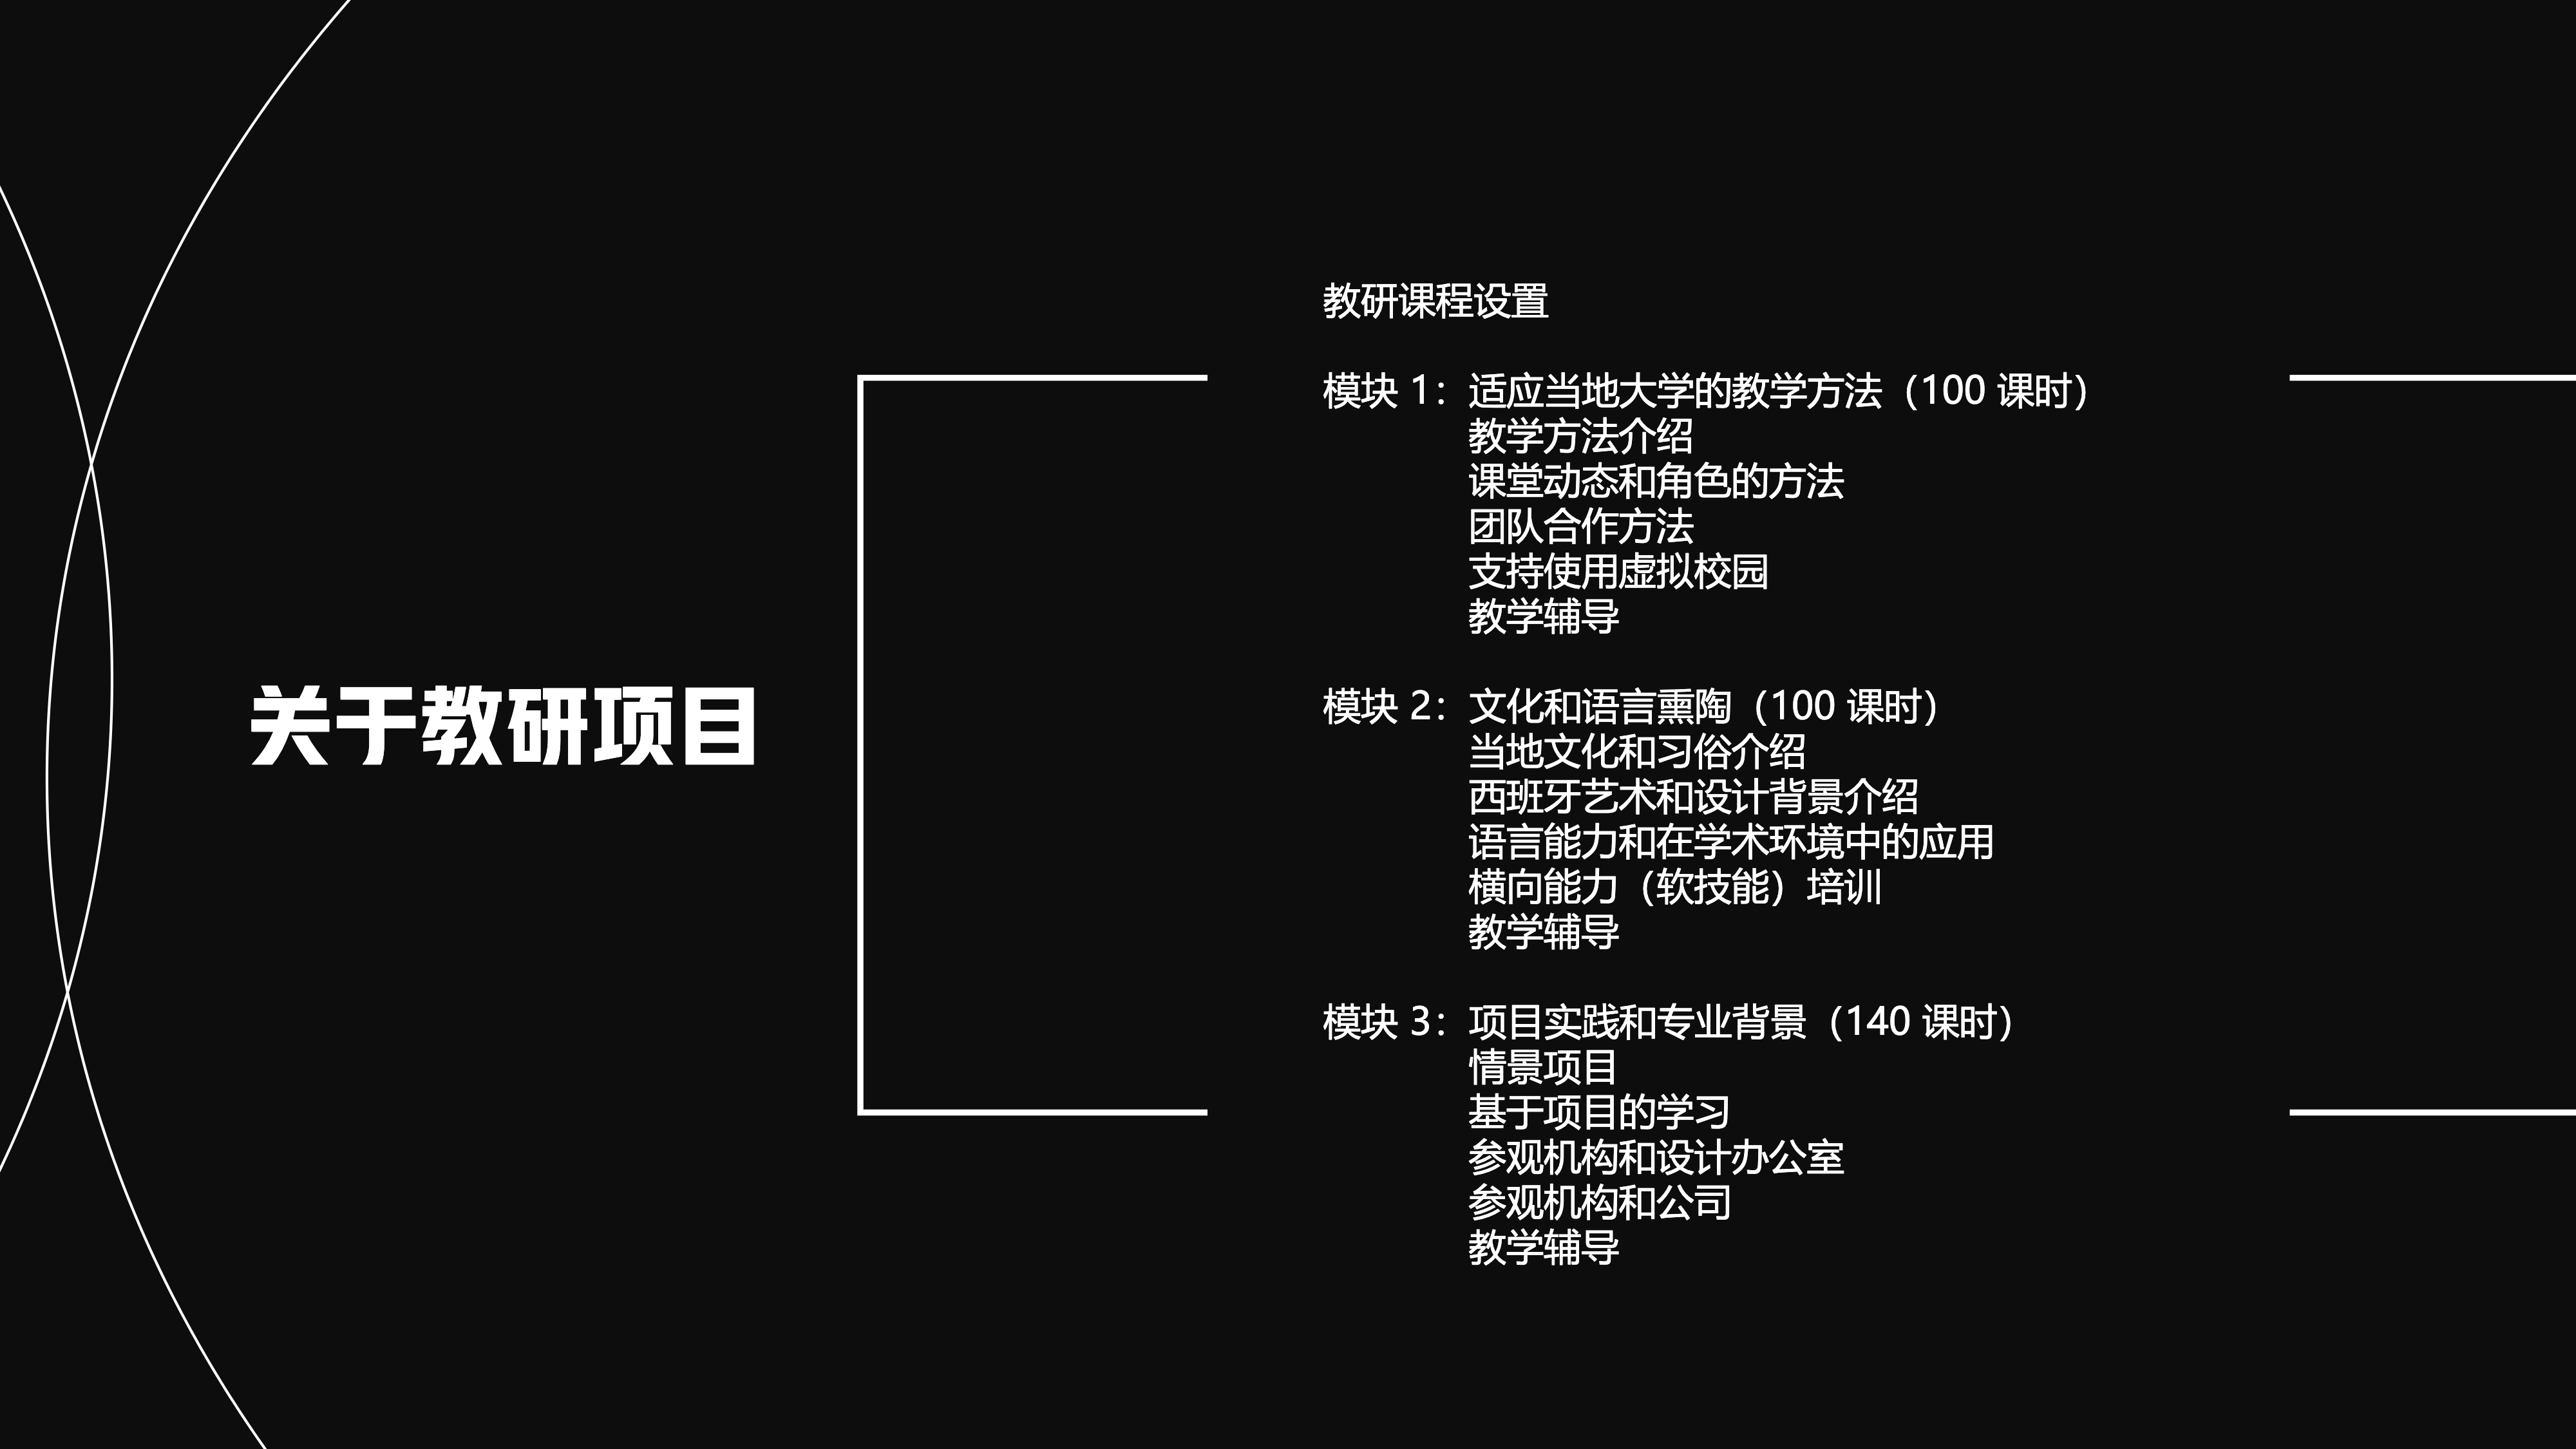 关于教研项目
教研课程设置
模块 1：适应当地大学的教学方法（100 课时）
教学方法介绍
课堂动态和角色的方法
团队合作方法
支持使用虚拟校园
教学辅导
模块 2：文化和语言熏陶（100 课时）
当地文化和习俗介绍
西班牙艺术和设计背景介绍
语言能力和在学术环境中的应用
横向能力（软技能）培训
教学辅导
模块 3：项目实践和专业背景（140 课时）
情景项目
基于项目的学习
参观机构和设计办公室
参观机构和公司
教学辅导